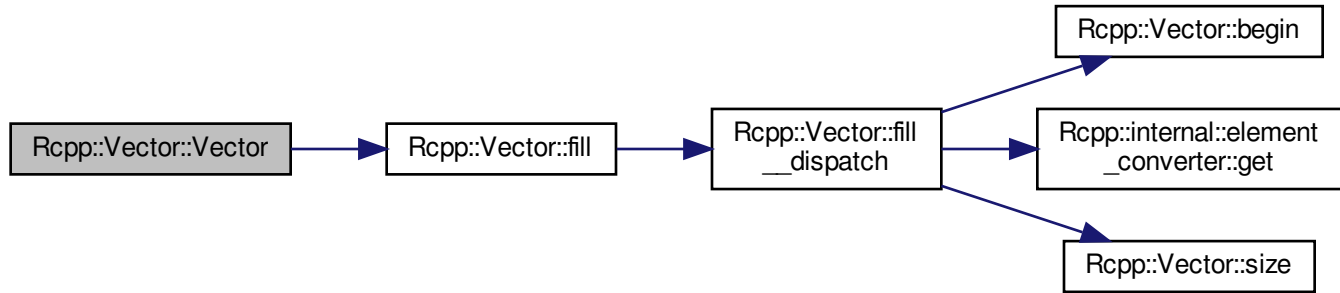 Rcpp::Vector::Vector
Rcpp::Vector::fill
Rcpp::Vector::fill
__dispatch
Rcpp::Vector::begin
Rcpp::internal::element
_converter::get
Rcpp::Vector::size